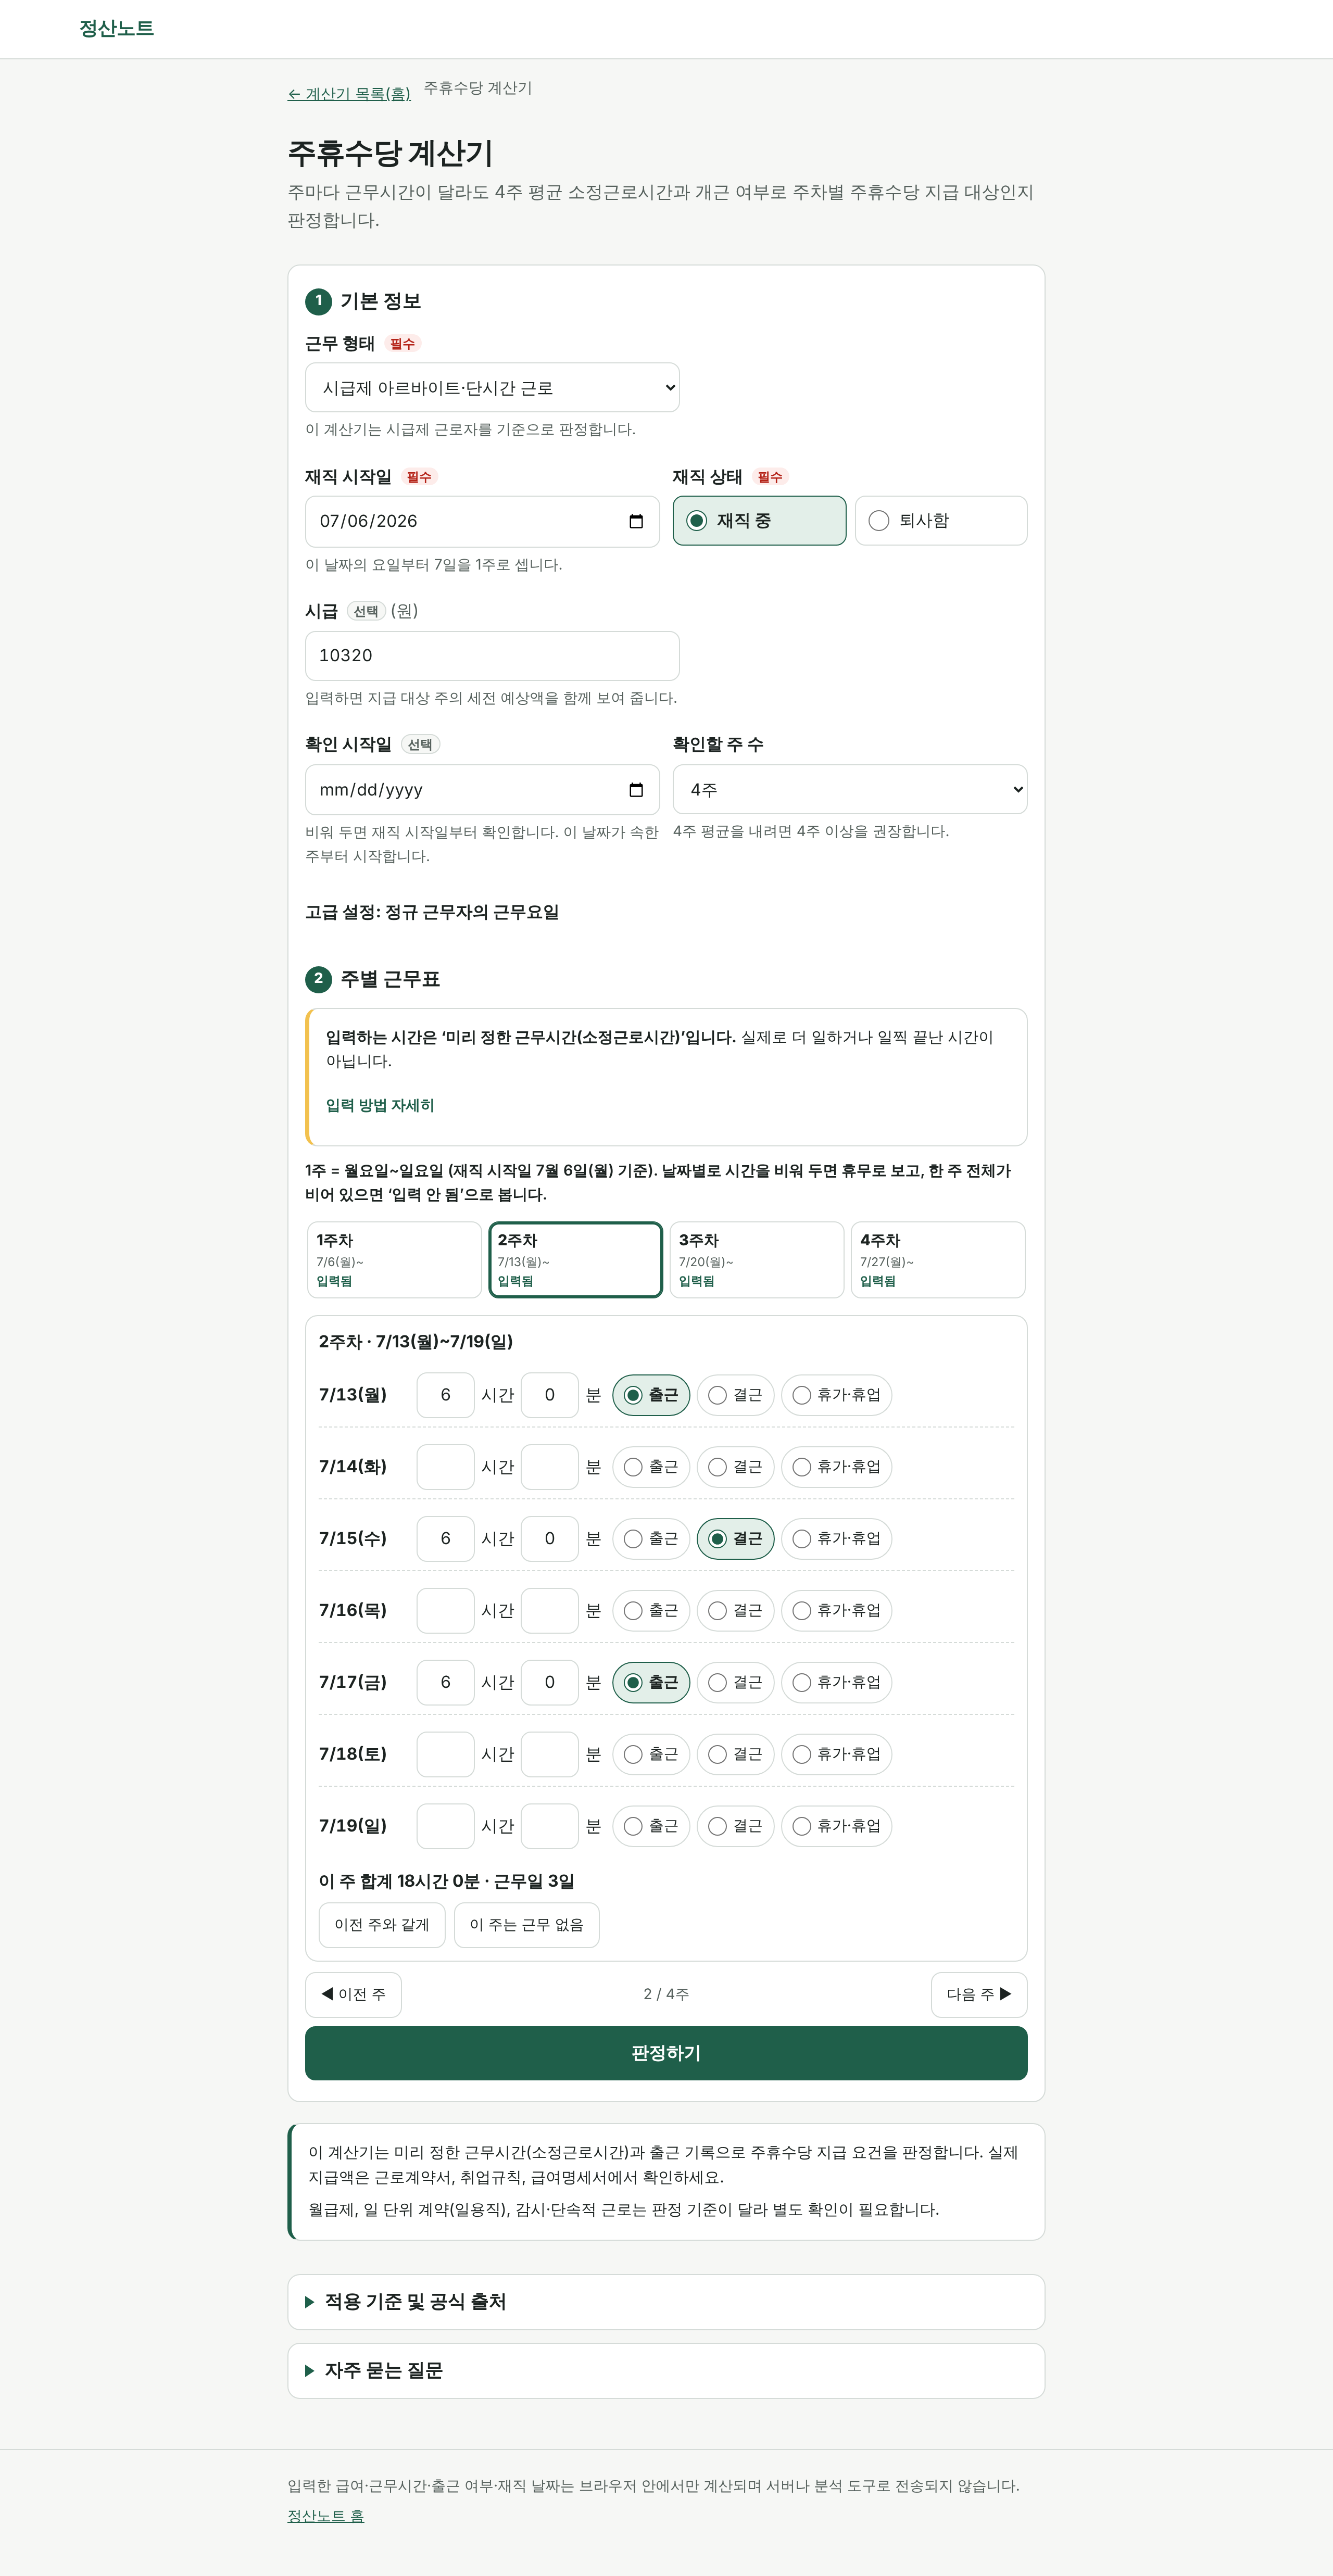 정산노트
← 계산기 목록(홈) 주휴수당 계산기
주휴수당 계산기
주마다 근무시간이 달라도 4주 평균 소정근로시간과 개근 여부로 주차별 주휴수당 지급 대상인지
판정합니다.
1 기본 정보
근무 형태 필수
시급제 아르바이트·단시간 근로
이 계산기는 시급제 근로자를 기준으로 판정합니다.
재직 시작일 필수
07/06/2026
이 날짜의 요일부터 7일을 1주로 셉니다.
재직 상태 필수
재직 중 퇴사함
시급 선택 (원)
10320
입력하면 지급 대상 주의 세전 예상액을 함께 보여 줍니다.
확인 시작일 선택
mm/dd/yyyy
비워 두면 재직 시작일부터 확인합니다. 이 날짜가 속한
주부터 시작합니다.
확인할 주 수
4주
4주 평균을 내려면 4주 이상을 권장합니다.
고급 설정: 정규 근무자의 근무요일
2 주별 근무표
입력하는 시간은 ‘미리 정한 근무시간(소정근로시간)’입니다. 실제로 더 일하거나 일찍 끝난 시간이
아닙니다.
입력 방법 자세히
1주 = 월요일~일요일 (재직 시작일 7월 6일(월) 기준). 날짜별로 시간을 비워 두면 휴무로 보고, 한 주 전체가
비어 있으면 ‘입력 안 됨’으로 봅니다.
1주차
7/6(월)~
입력됨
2주차
7/13(월)~
입력됨
3주차
7/20(월)~
입력됨
4주차
7/27(월)~
입력됨
2주차 · 7/13(월)~7/19(일)
7/13(월) 6 시간 0 분 출근 결근 휴가·휴업
7/14(화) 시간 분 출근 결근 휴가·휴업
7/15(수) 6 시간 0 분 출근 결근 휴가·휴업
7/16(목) 시간 분 출근 결근 휴가·휴업
7/17(금) 6 시간 0 분 출근 결근 휴가·휴업
7/18(토) 시간 분 출근 결근 휴가·휴업
7/19(일) 시간 분 출근 결근 휴가·휴업
이 주 합계 18시간 0분 · 근무일 3일
이전 주와 같게 이 주는 근무 없음
◀ 이전 주 2 / 4주 다음 주 ▶
판정하기
이 계산기는 미리 정한 근무시간(소정근로시간)과 출근 기록으로 주휴수당 지급 요건을 판정합니다. 실제
지급액은 근로계약서, 취업규칙, 급여명세서에서 확인하세요.
월급제, 일 단위 계약(일용직), 감시·단속적 근로는 판정 기준이 달라 별도 확인이 필요합니다.
▶ 적용 기준 및 공식 출처
▶ 자주 묻는 질문
입력한 급여·근무시간·출근 여부·재직 날짜는 브라우저 안에서만 계산되며 서버나 분석 도구로 전송되지 않습니다.
정산노트 홈